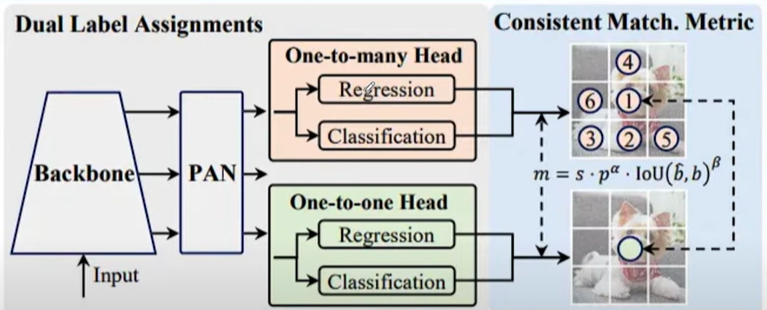 Dual Label Assignments
Consistent Match. Metric
One-to-many Head
Regression
Classification
Backbone
PAN
Input
One-to-one Head
Regression
Classification
4
6 1
3 2 5
m = s · p^α · IoU(b̂, b)^β